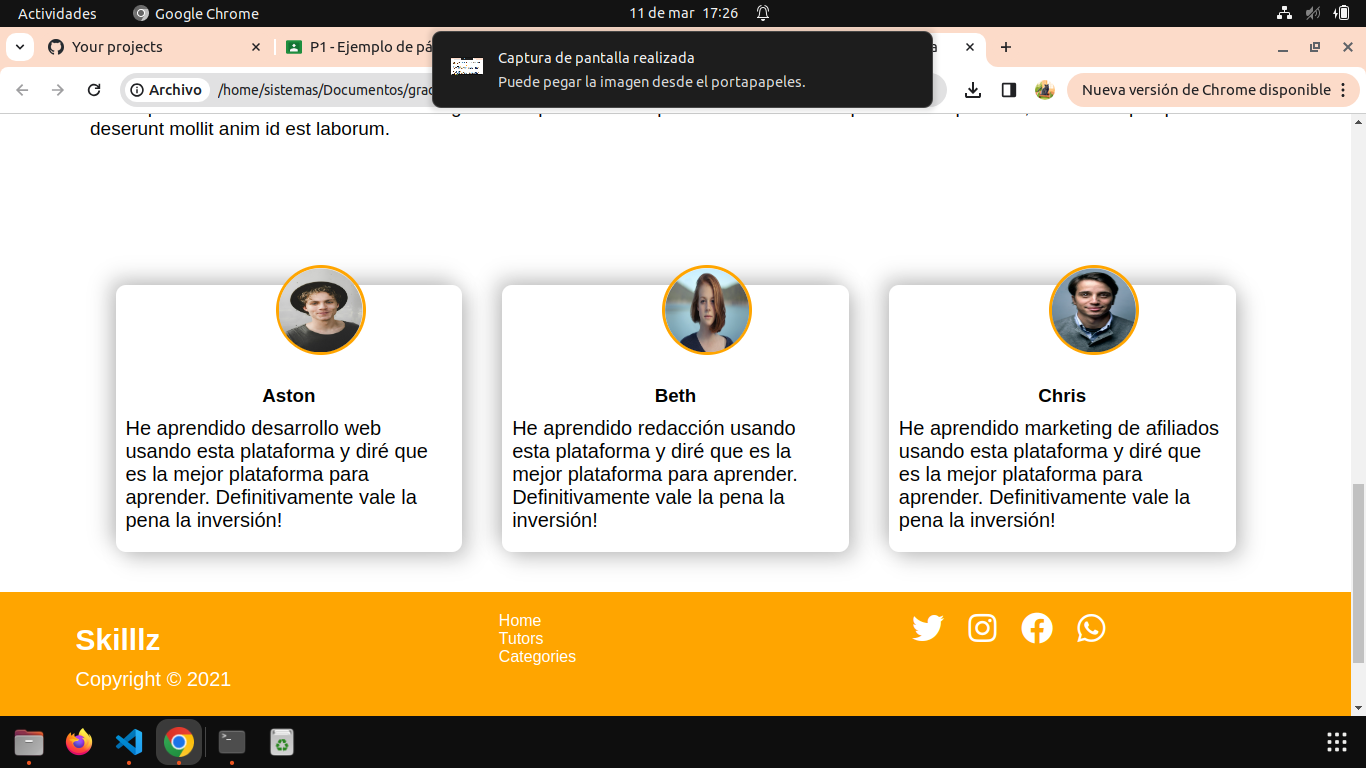 Actividades
Google Chrome
11 de mar 17:26
Your projects
P1 - Ejemplo de pá
Captura de pantalla realizada
Puede pegar la imagen desde el portapapeles.
Archivo
/home/sistemas/Documentos/grad
Nueva versión de Chrome disponible
deserunt mollit anim id est laborum.
Aston
He aprendido desarrollo web
usando esta plataforma y diré que
es la mejor plataforma para
aprender. Definitivamente vale la
pena la inversión!
Beth
He aprendido redacción usando
esta plataforma y diré que es la
mejor plataforma para aprender.
Definitivamente vale la pena la
inversión!
Chris
He aprendido marketing de afiliados
usando esta plataforma y diré que
es la mejor plataforma para
aprender. Definitivamente vale la
pena la inversión!
Skilllz
Copyright © 2021
Home
Tutors
Categories